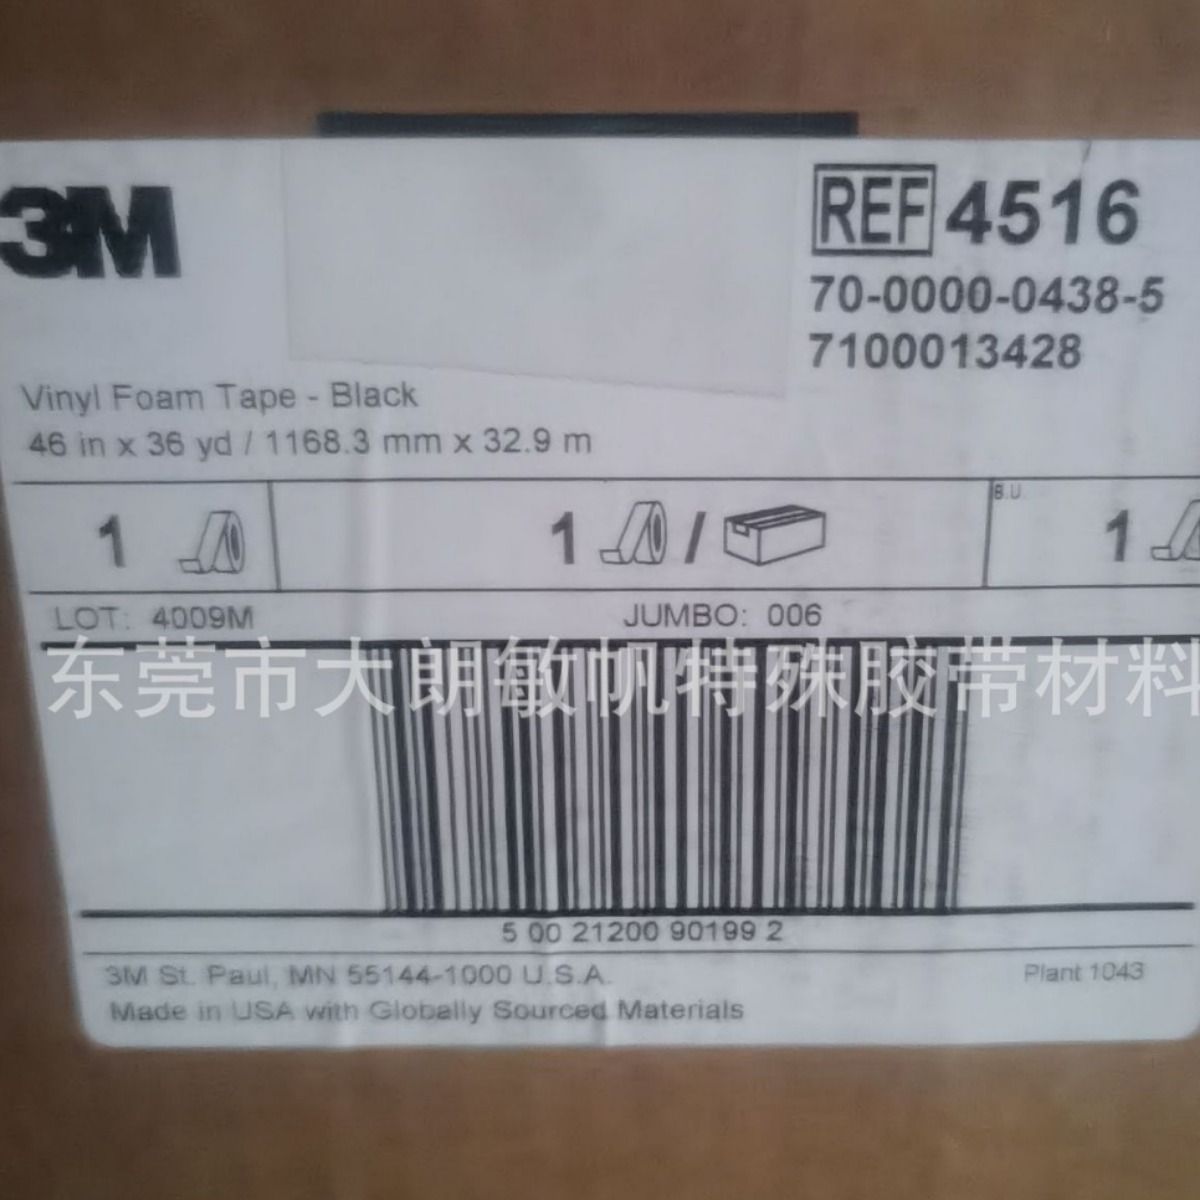 3M
REF 4516
70-0000-0438-5
7100013428
Vinyl Foam Tape - Black
46 in x 36 yd / 1168.3 mm x 32.9 m
1
1 /
B.U.
1
LOT: 4009M
JUMBO: 006
东莞市大朗敏帆特殊胶带材料
5 00 21200 90199 2
3M St. Paul, MN 55144-1000 U.S.A.
Plant 1043
Made in USA with Globally Sourced Materials